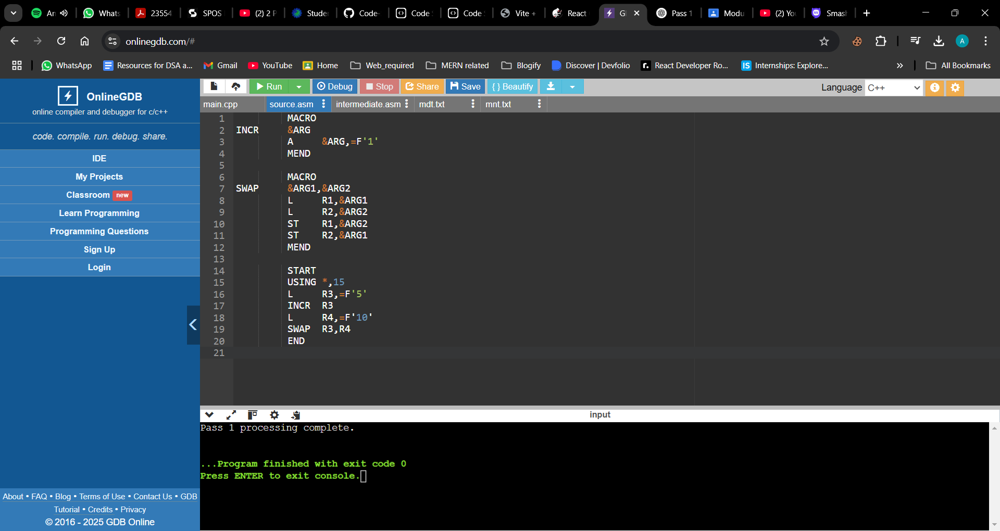 An
Whats
23554
SPOS
(2) 2 P
Stude
Code-
Code
Code
Vite +
React
G
Pass 1
Modu
(2) Yo
Smash
onlinegdb.com/#
A
WhatsApp
Resources for DSA a...
Gmail
YouTube
Home
Web_required
MERN related
Blogify
Discover | Devfolio
React Developer Ro...
IS
Internships: Explore...
All Bookmarks
OnlineGDB
online compiler and debugger for c/c++
code. compile. run. debug. share.
IDE
My Projects
Classroom new
Learn Programming
Programming Questions
Sign Up
Login
About • FAQ • Blog • Terms of Use • Contact Us • GDB
Tutorial • Credits • Privacy
© 2016 - 2025 GDB Online
Run
Debug
Stop
Share
Save
{ } Beautify
Language C++
main.cpp
source.asm
intermediate.asm
mdt.txt
mnt.txt
1 MACRO
2 INCR &ARG
3 A &ARG,=F'1'
4 MEND
5
6 MACRO
7 SWAP &ARG1,&ARG2
8 L R1,&ARG1
9 L R2,&ARG2
10 ST R1,&ARG2
11 ST R2,&ARG1
12 MEND
13
14 START
15 USING *,15
16 L R3,=F'5'
17 INCR R3
18 L R4,=F'10'
19 SWAP R3,R4
20 END
21
input
Pass 1 processing complete.
...Program finished with exit code 0
Press ENTER to exit console.